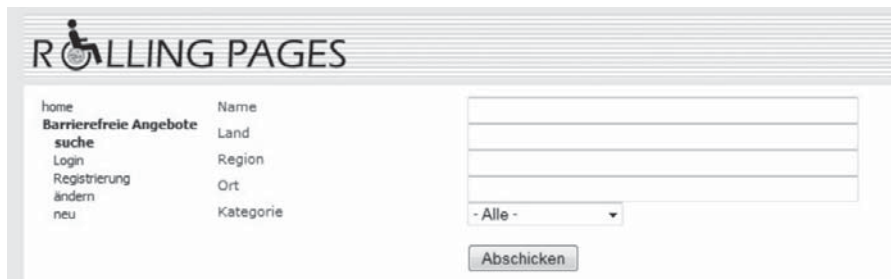 ROLLING PAGES
home
Barrierefreie Angebote
suche
Login
Registrierung
ändern
neu
Name
Land
Region
Ort
Kategorie
- Alle -
Abschicken